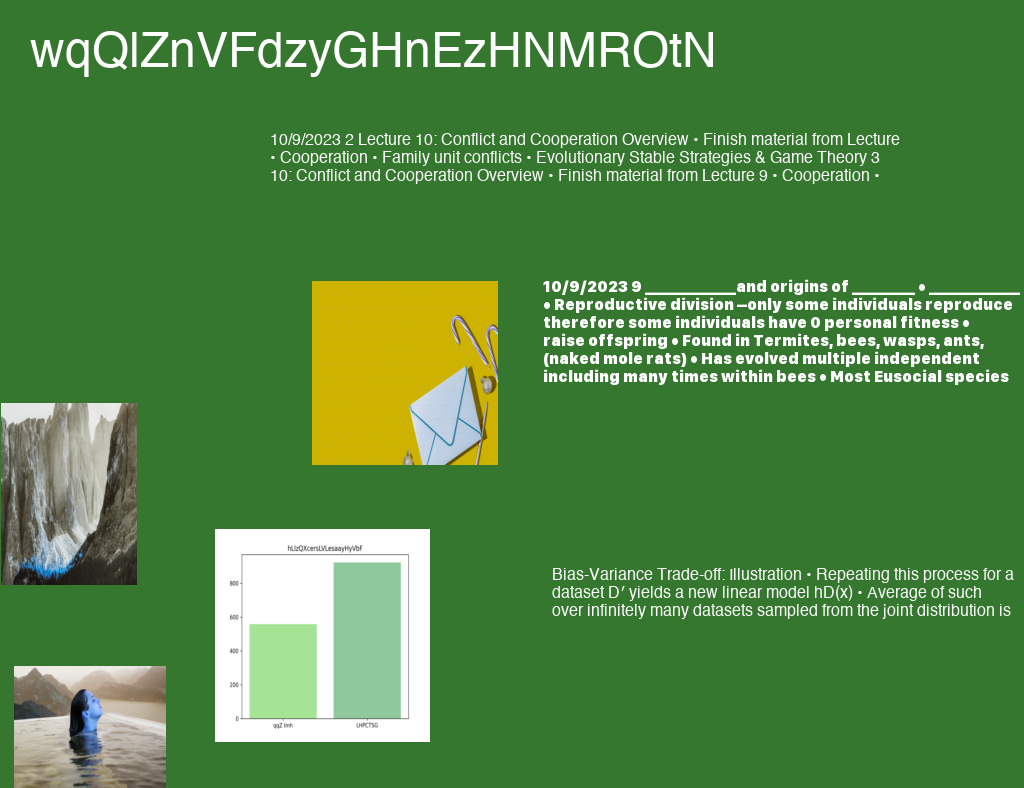 wqQlZnVFdzyGHnEzHNMROtN
10/9/2023 2 Lecture 10: Conflict and Cooperation Overview • Finish material from Lecture
• Cooperation • Family unit conflicts • Evolutionary Stable Strategies & Game Theory 3
10: Conflict and Cooperation Overview • Finish material from Lecture 9 • Cooperation •
10/9/2023 9 ____________and origins of ________ • ____________
• Reproductive division —only some individuals reproduce
therefore some individuals have 0 personal fitness •
raise offspring • Found in Termites, bees, wasps, ants,
(naked mole rats) • Has evolved multiple independent
including many times within bees • Most Eusocial species
hLlzQXcersLVLesaayHyVbF
800
600
400
200
0
qqZ lmh LHPCTSG
Bias-Variance Trade-off: Illustration • Repeating this process for a
dataset D′ yields a new linear model hD(x) • Average of such
over infinitely many datasets sampled from the joint distribution is